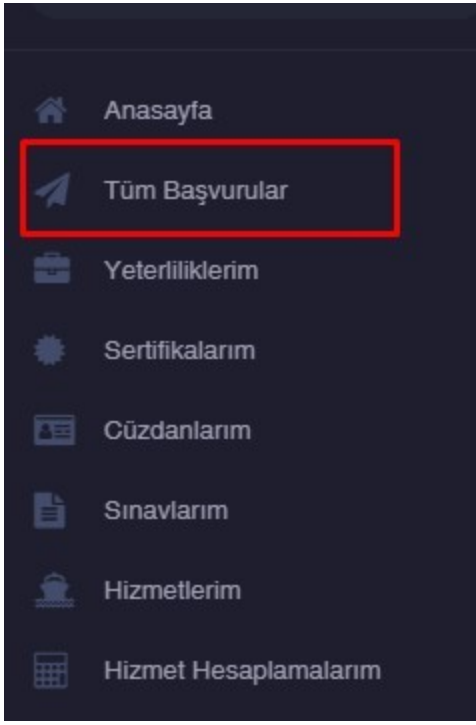 Anasayfa
Tüm Başvurular
Yeterliliklerim
Sertifikalarım
Cüzdanlarım
Sınavlarım
Hizmetlerim
Hizmet Hesaplamalarım